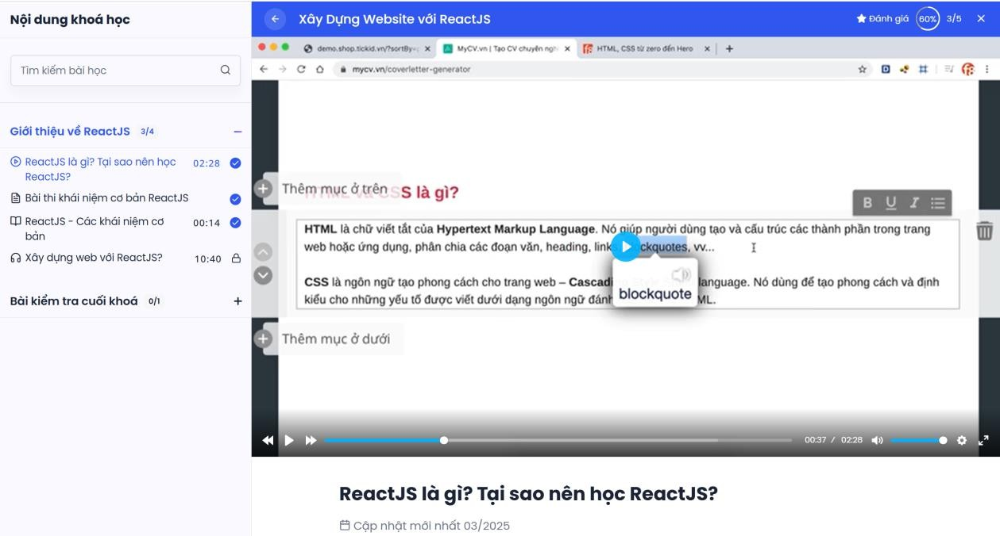 Nội dung khoá học
Tìm kiếm bài học
Giới thiệu về ReactJS 3/4
ReactJS là gì? Tại sao nên học 02:28
ReactJS?
Bài thi khái niệm cơ bản ReactJS
ReactJS - Các khái niệm cơ 00:14
bản
Xây dựng web với ReactJS? 10:40
Bài kiểm tra cuối khoá 0/1
Xây Dựng Website với ReactJS
Đánh giá 60% 3/5
demo.shop.tickid.vn/?sortBy=
MyCV.vn | Tạo CV chuyên ngh
HTML, CSS từ zero đến Hero
mycv.vn/coverletter-generator
Thêm mục ở trên
HTML và CSS là gì?
B U I
HTML là chữ viết tắt của Hypertext Markup Language. Nó giúp người dùng tạo và cấu trúc các thành phần trong trang
web hoặc ứng dụng, phân chia các đoạn văn, heading, links, blockquotes, vv...
blockquote
CSS là ngôn ngữ tạo phong cách cho trang web – Cascading Style Sheet language. Nó dùng để tạo phong cách và định
kiểu cho những yếu tố được viết dưới dạng ngôn ngữ đánh ML.
Thêm mục ở dưới
00:37 / 02:28
ReactJS là gì? Tại sao nên học ReactJS?
Cập nhật mới nhất 03/2025